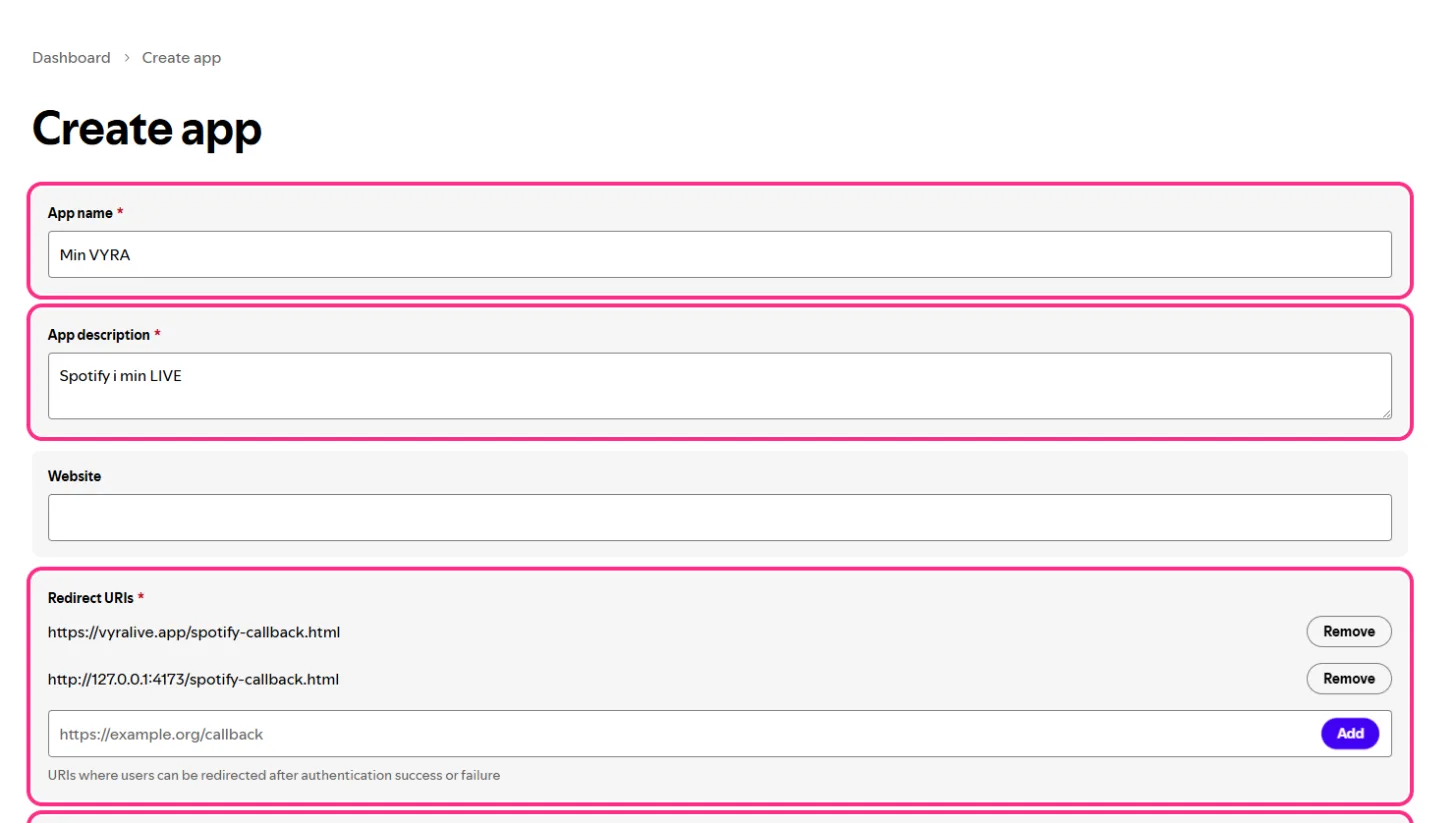 Dashboard > Create app
Create app
App name *
Min VYRA
App description *
Spotify i min LIVE
Website
Redirect URIs *
https://vyralive.app/spotify-callback.html
Remove
http://127.0.0.1:4173/spotify-callback.html
Remove
https://example.org/callback
Add
URIs where users can be redirected after authentication success or failure